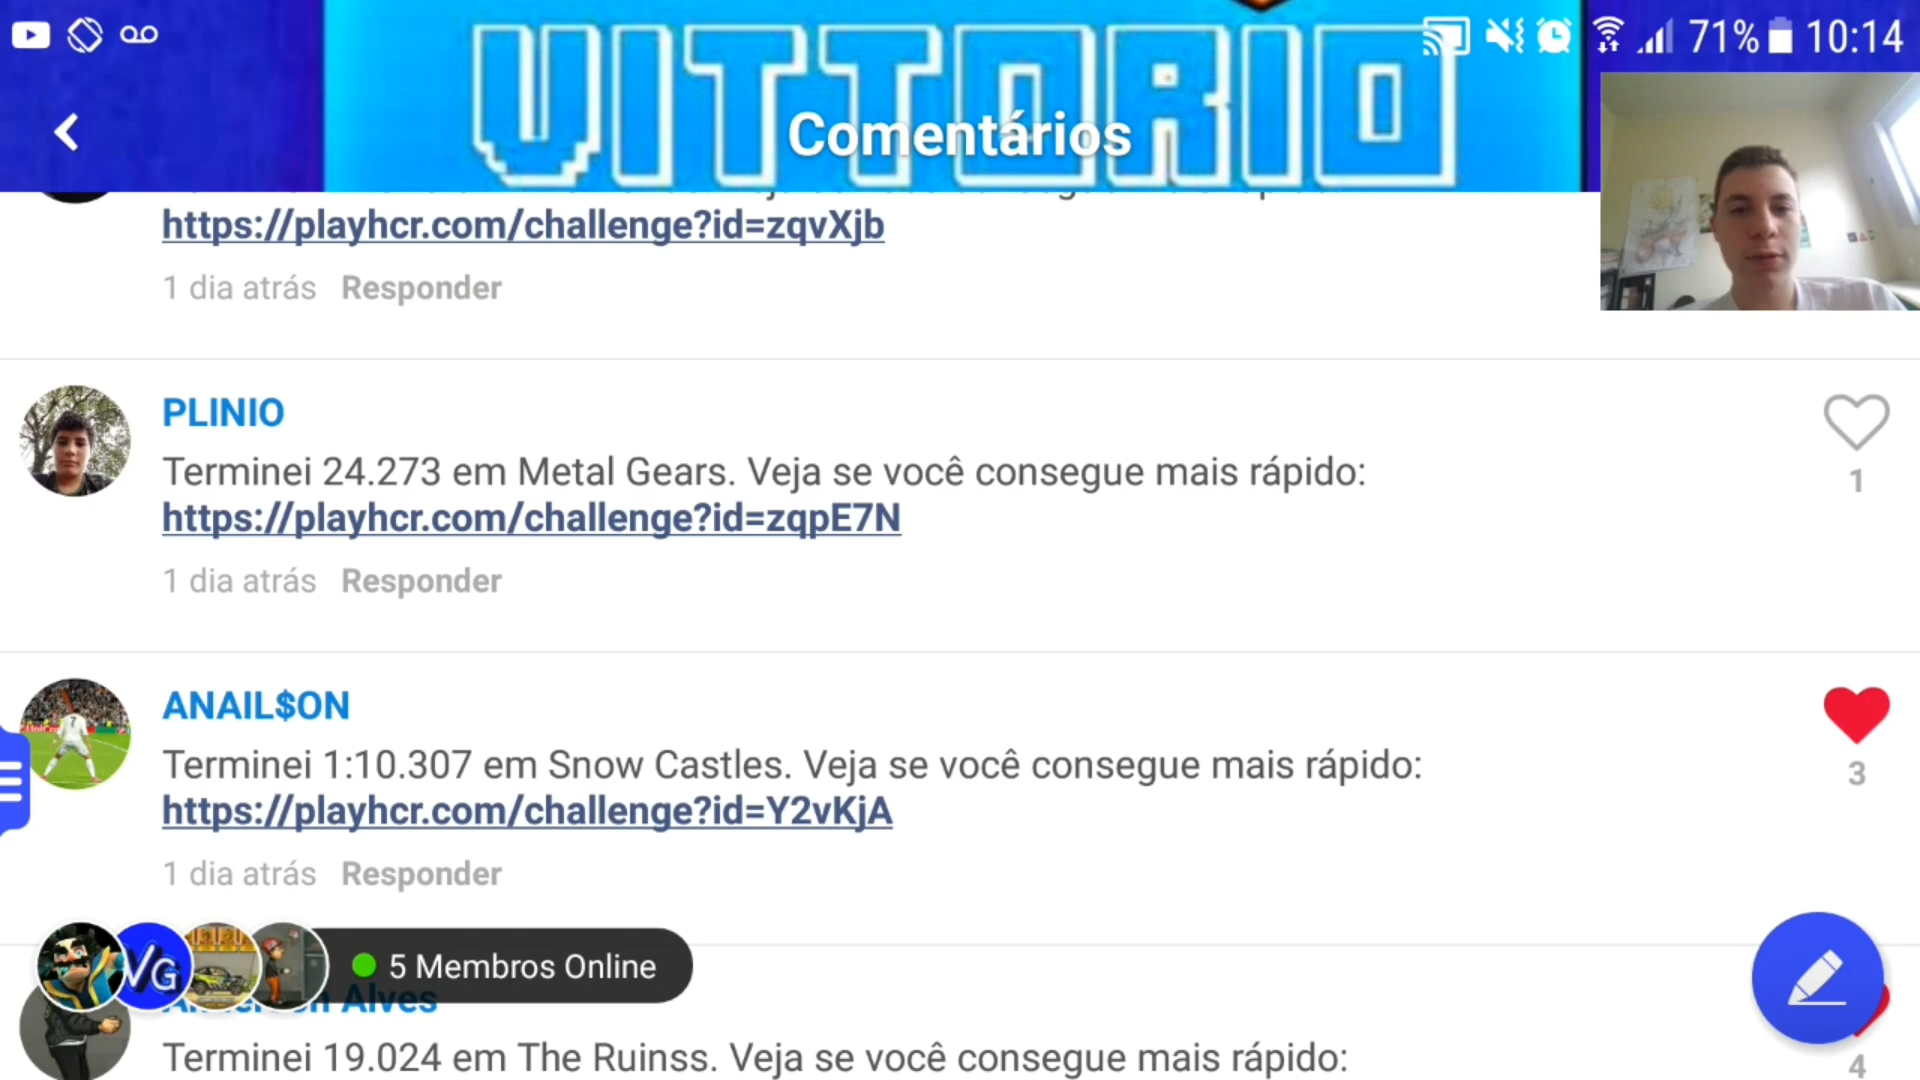 VITTORIO
71% 10:14
Comentários
https://playhcr.com/challenge?id=zqvXjb
1 dia atrás Responder
PLINIO
Terminei 24.273 em Metal Gears. Veja se você consegue mais rápido:
1
https://playhcr.com/challenge?id=zqpE7N
1 dia atrás Responder
ANAIL$ON
Terminei 1:10.307 em Snow Castles. Veja se você consegue mais rápido:
3
https://playhcr.com/challenge?id=Y2vKjA
1 dia atrás Responder
VG
5 Membros Online
Alves
Terminei 19.024 em The Ruinss. Veja se você consegue mais rápido:
4